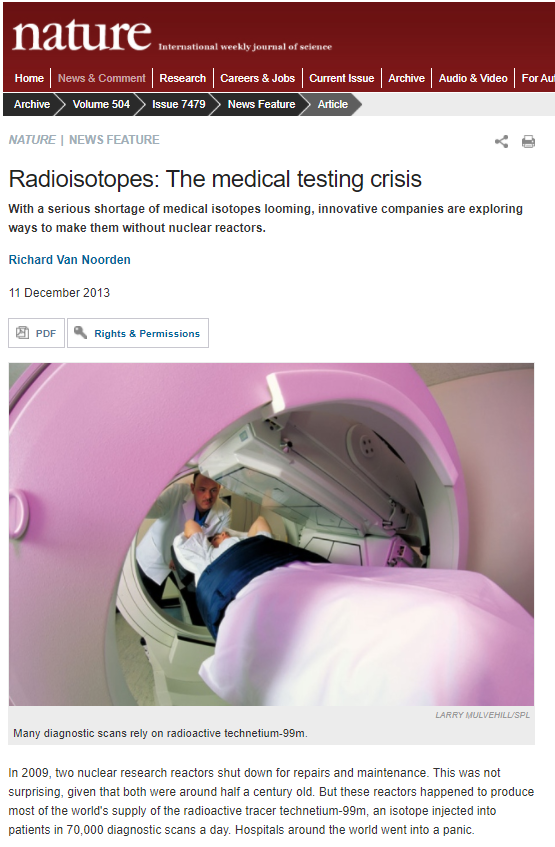 nature International weekly journal of science
Home News & Comment Research Careers & Jobs Current Issue Archive Audio & Video For Au
Archive Volume 504 Issue 7479 News Feature Article
NATURE | NEWS FEATURE
Radioisotopes: The medical testing crisis
With a serious shortage of medical isotopes looming, innovative companies are exploring
ways to make them without nuclear reactors.
Richard Van Noorden
11 December 2013
PDF Rights & Permissions
LARRY MULVEHILL/SPL
Many diagnostic scans rely on radioactive technetium-99m.
In 2009, two nuclear research reactors shut down for repairs and maintenance. This was not
surprising, given that both were around half a century old. But these reactors happened to produce
most of the world's supply of the radioactive tracer technetium-99m, an isotope injected into
patients in 70,000 diagnostic scans a day. Hospitals around the world went into a panic.